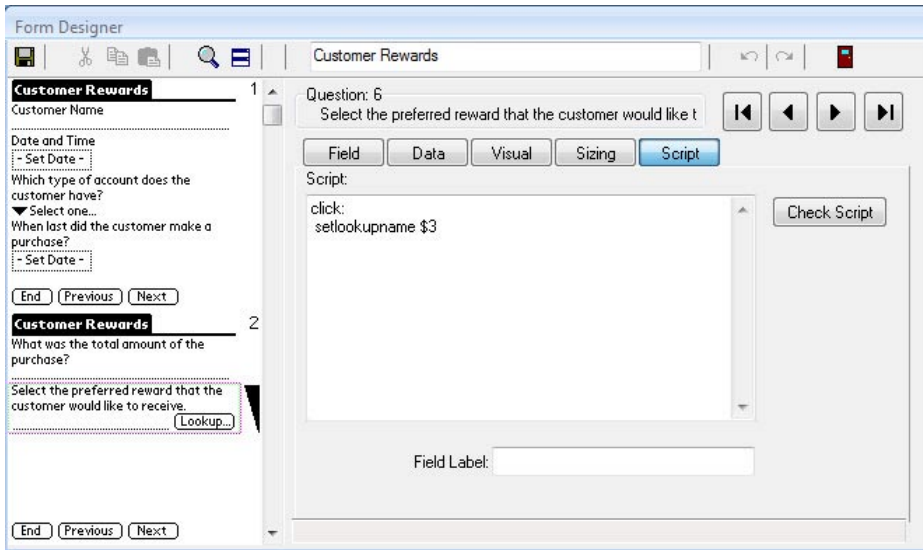 Form Designer
Customer Rewards
Customer Rewards 1
Customer Name
Date and Time
- Set Date -
Which type of account does the
customer have?
Select one...
When last did the customer make a
purchase?
- Set Date -
End Previous Next
Customer Rewards 2
What was the total amount of the
purchase?
Select the preferred reward that the
customer would like to receive.
Lookup...
End Previous Next
Question: 6
Select the preferred reward that the customer would like t
Field Data Visual Sizing Script
Script:
click:
setlookupname $3
Check Script
Field Label: